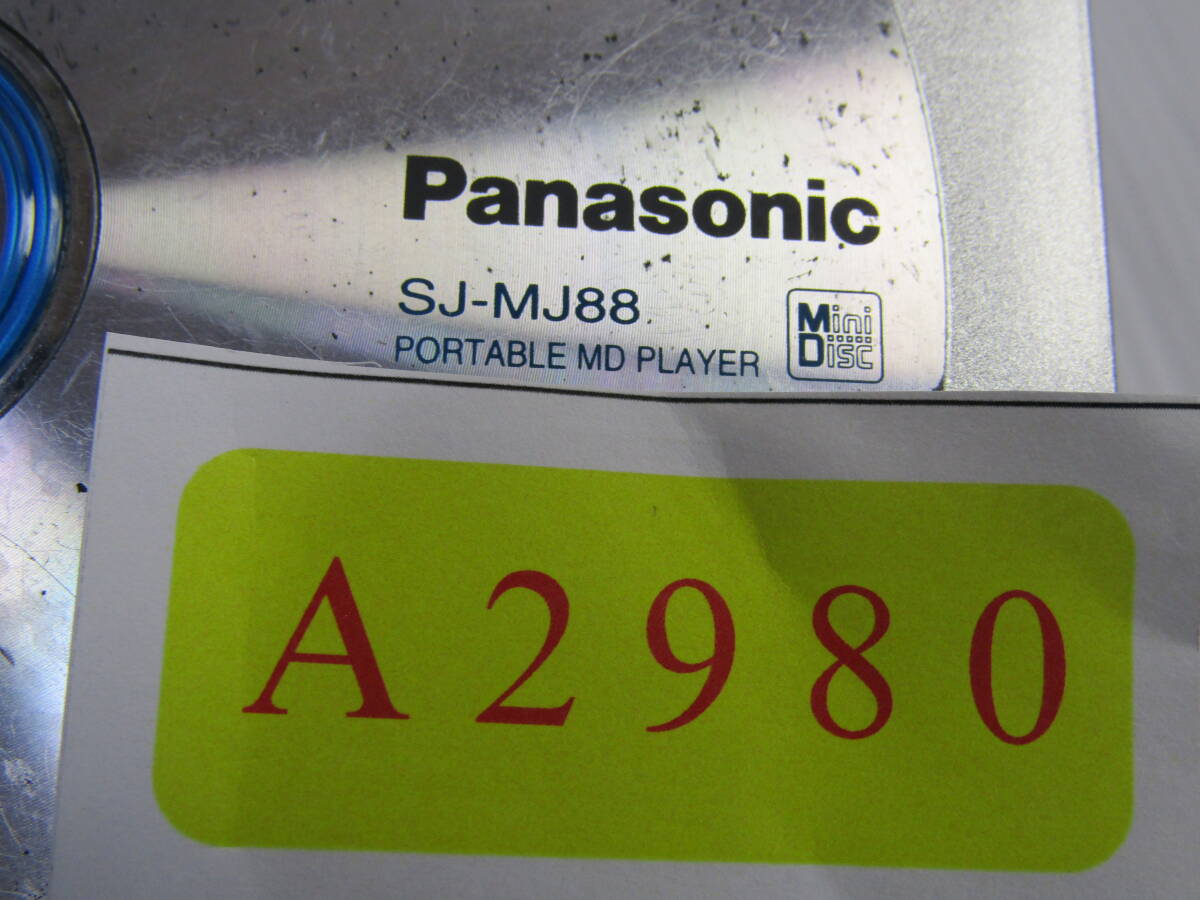 Panasonic
SJ-MJ88
PORTABLE MD PLAYER
Mini
Disc
A2980